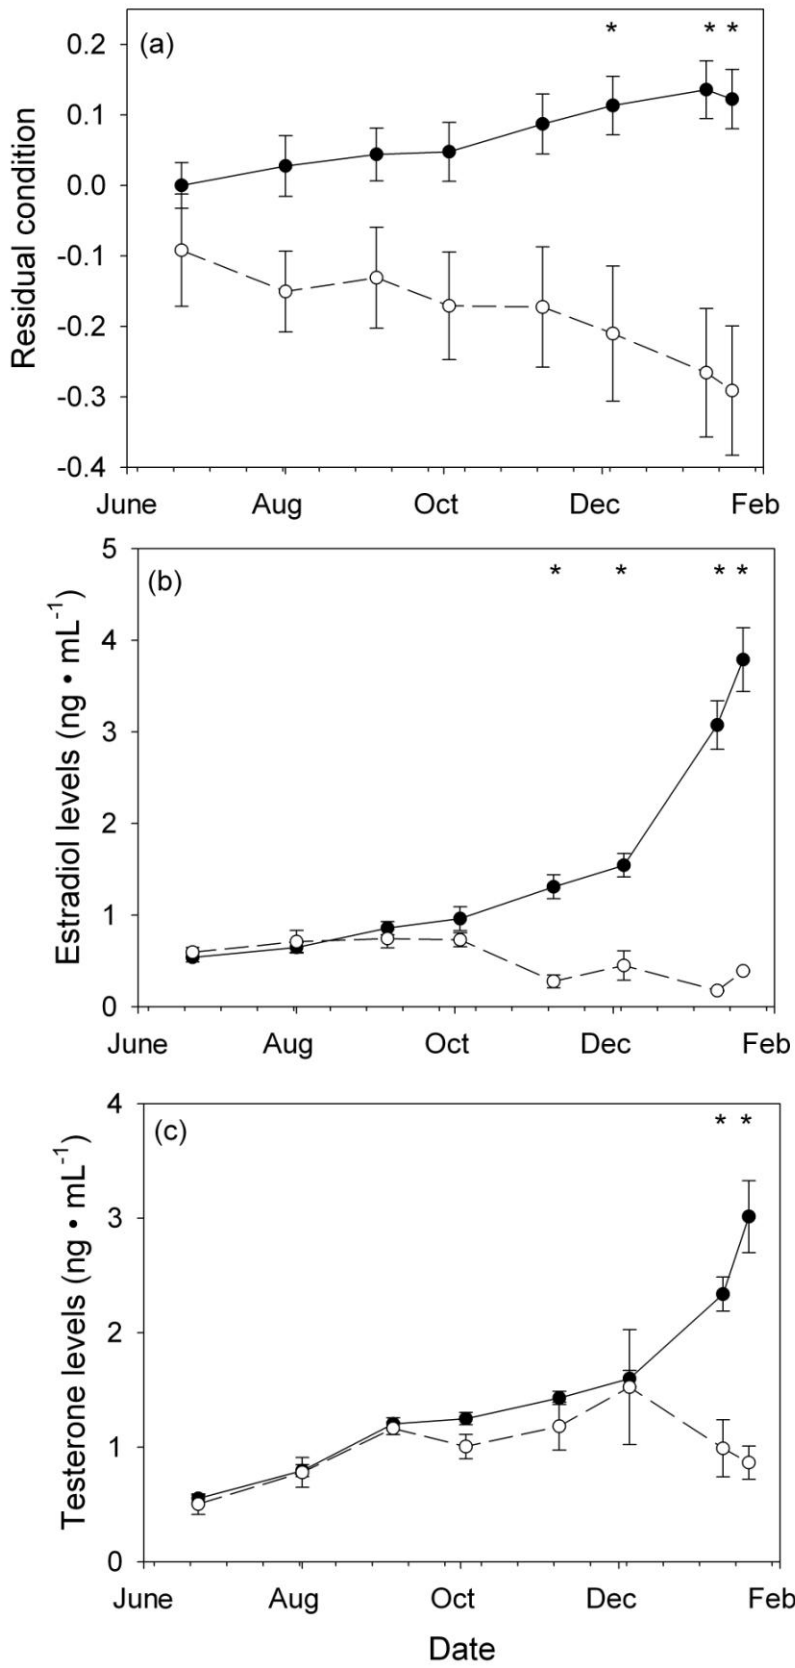 (a)
* * *
0.2
0.1
0.0
-0.1
-0.2
-0.3
-0.4
Residual condition
June Aug Oct Dec Feb
(b)
* * * *
5
4
3
2
1
0
Estradiol levels (ng • mL⁻¹)
June Aug Oct Dec Feb
(c)
* *
4
3
2
1
0
Testerone levels (ng • mL⁻¹)
June Aug Oct Dec Feb
Date